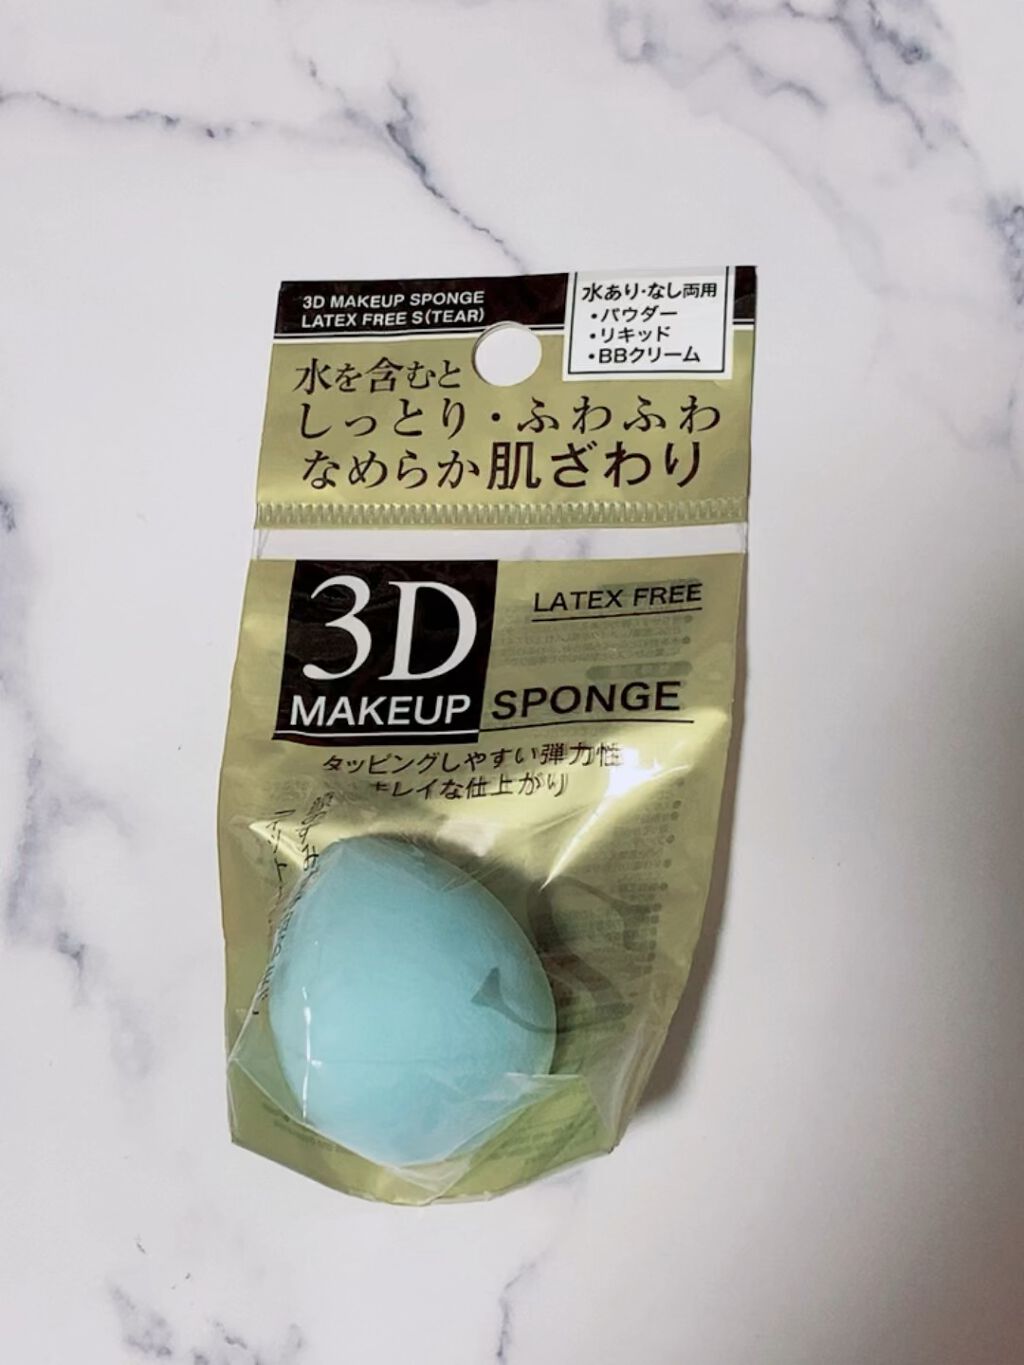 3D MAKEUP SPONGE
LATEX FREE S(TEAR)
水あり・なし両用
・パウダー
・リキッド
・BBクリーム
水を含むと
しっとり・ふわふわ
なめらか肌ざわり
3D
MAKEUP SPONGE
LATEX FREE
タッピングしやすい弾力性
キレイな仕上がり